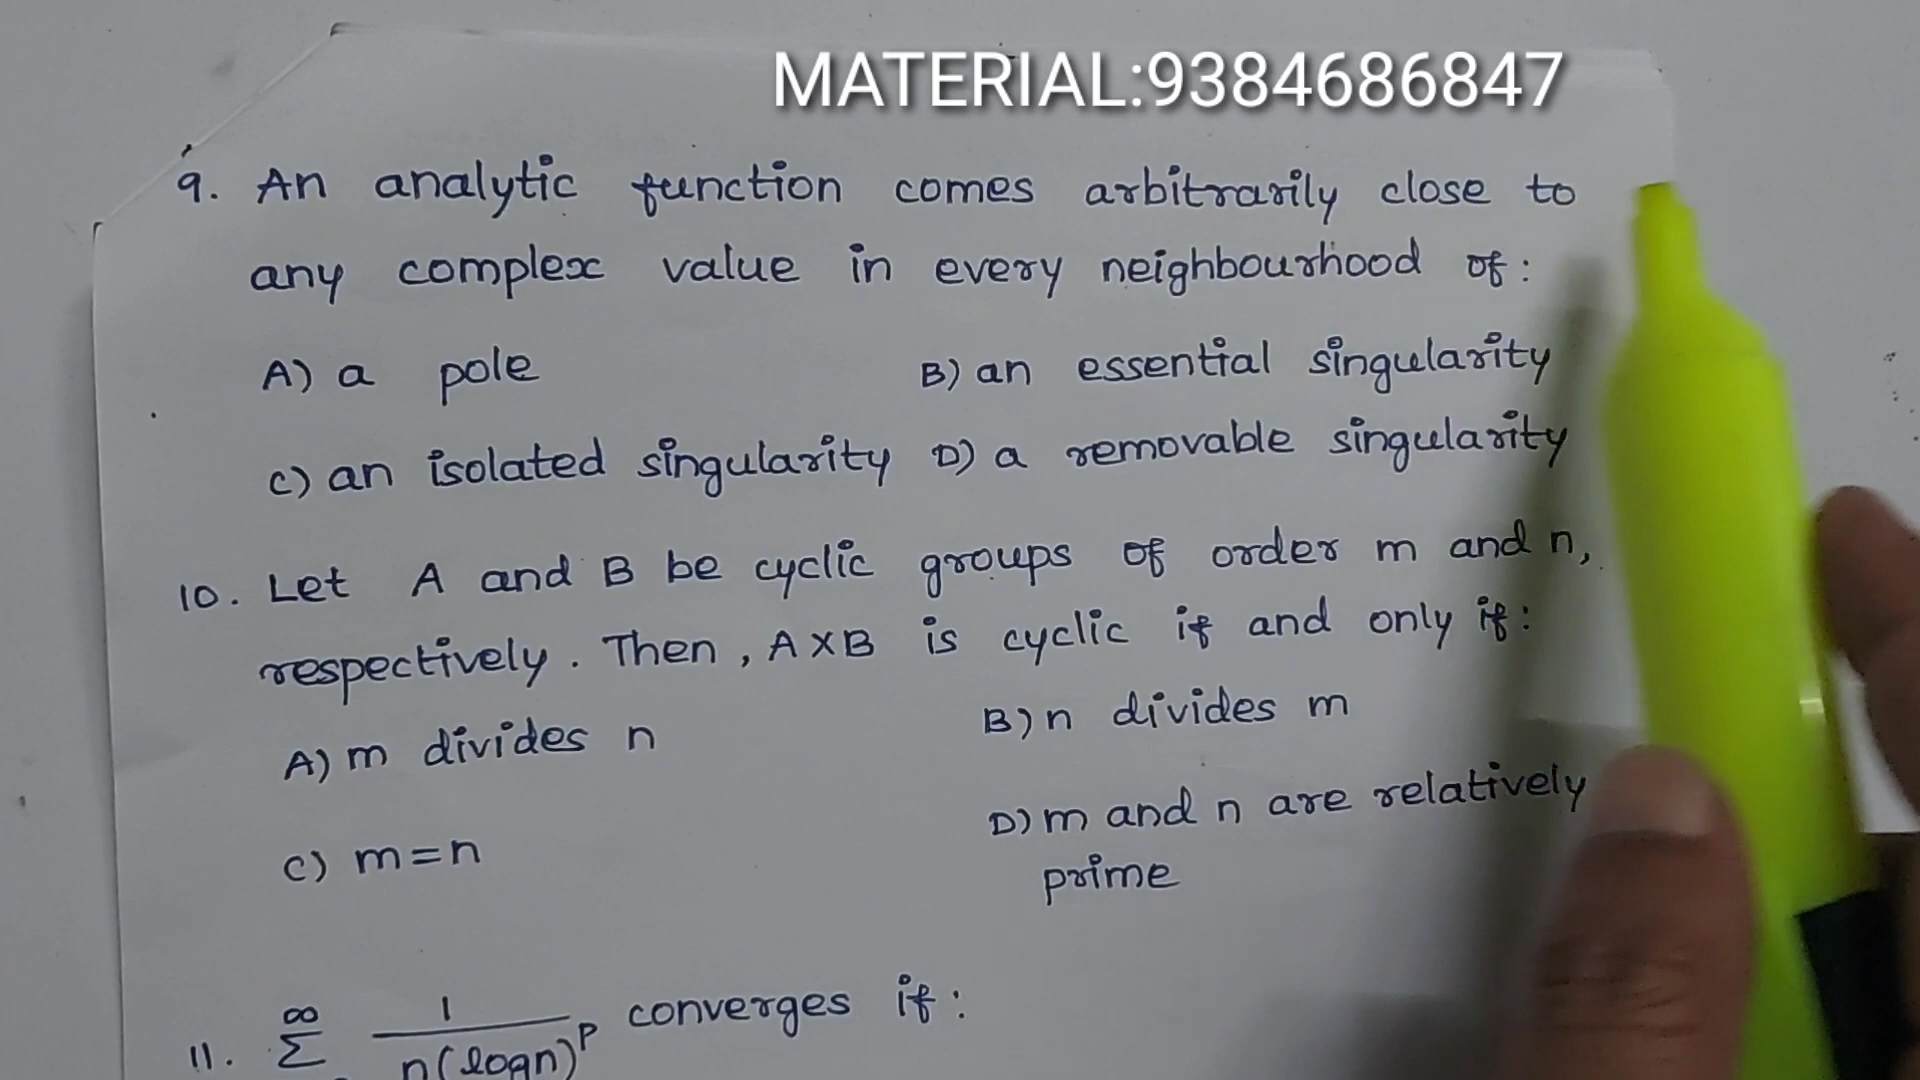 MATERIAL:9384686847
9. An analytic function comes arbitrarily close to
any complex value in every neighbourhood of:
A) a pole B) an essential singularity
C) an isolated singularity D) a removable singularity
10. Let A and B be cyclic groups of order m and n,
respectively. Then, A×B is cyclic if and only if:
A) m divides n B) n divides m
C) m=n D) m and n are relatively
prime
11. ∞
Σ 1/n(logn)^p converges if: